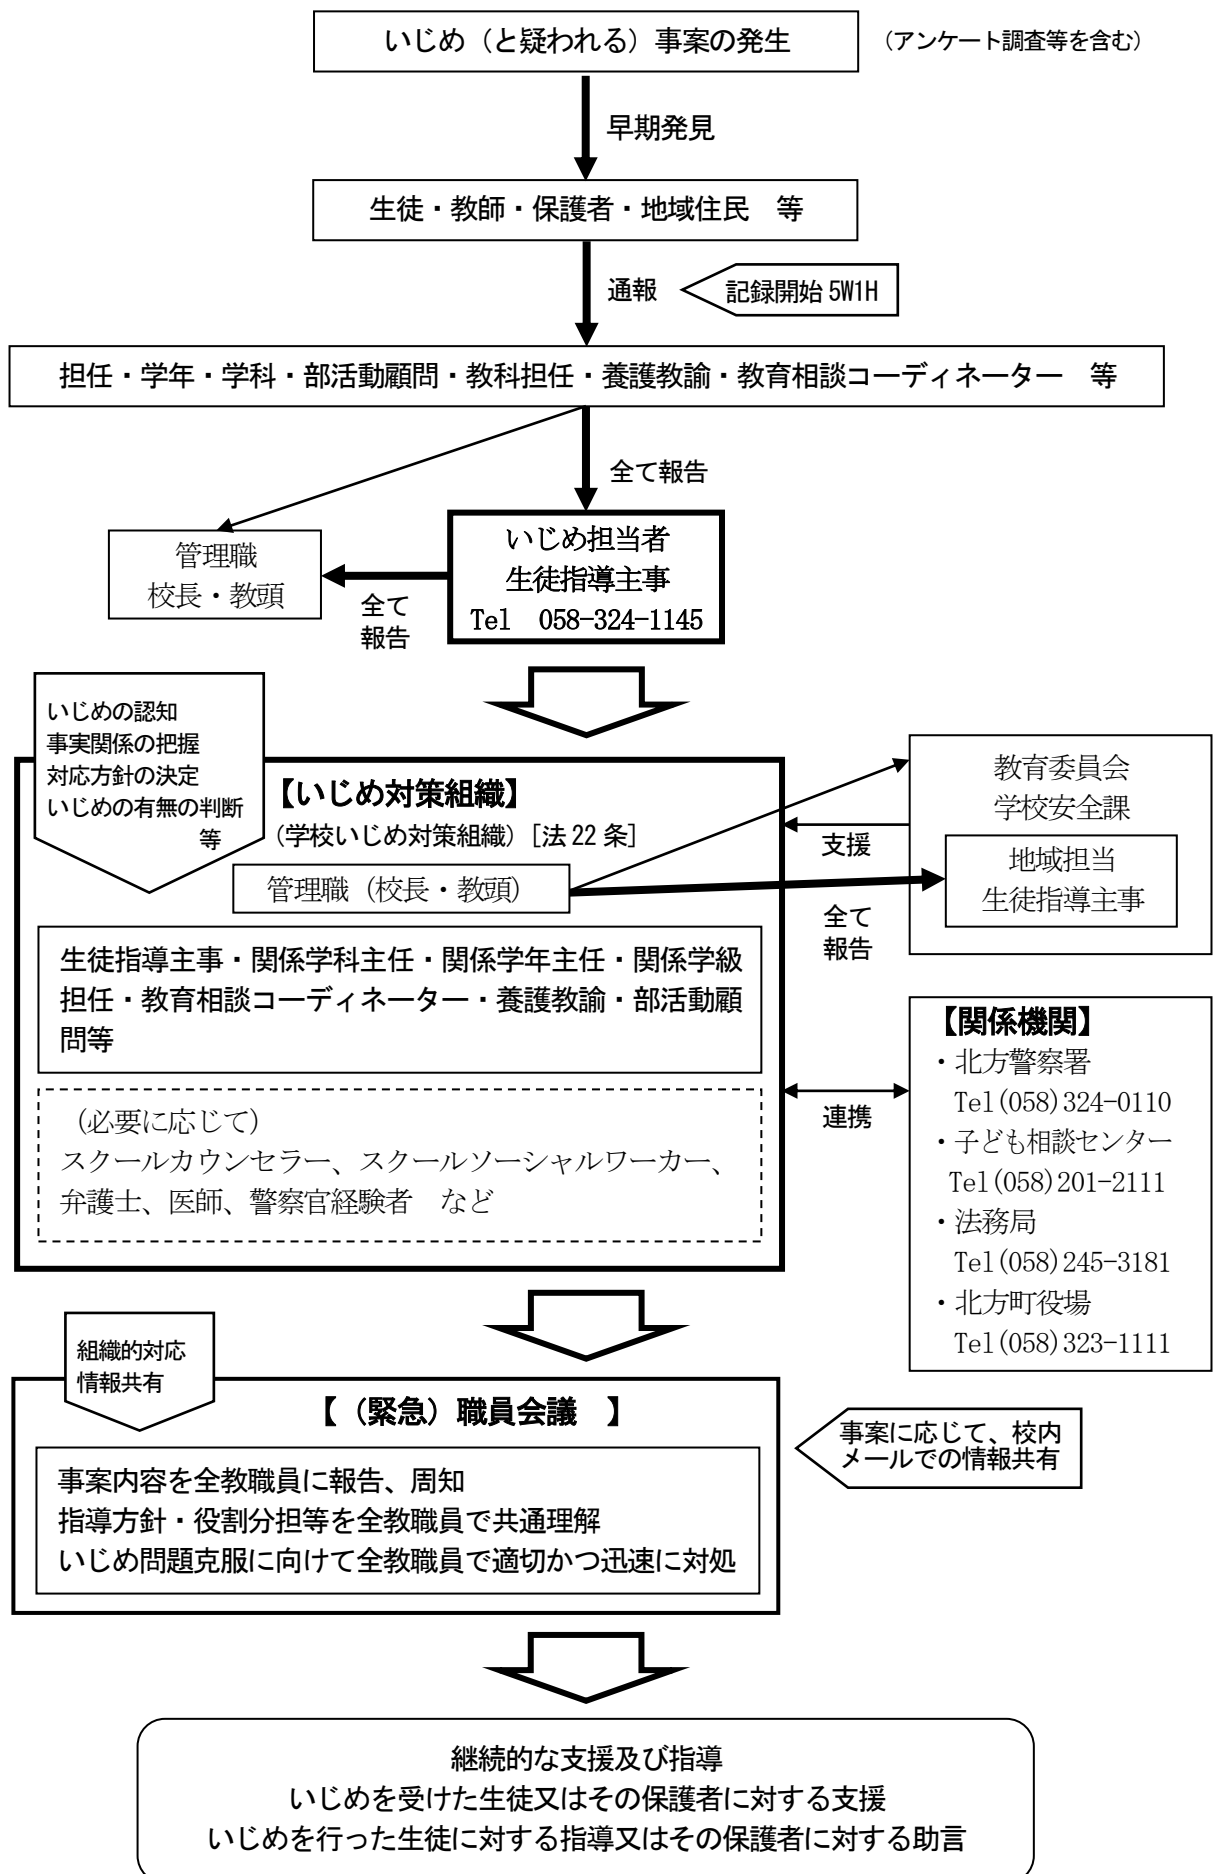 いじめ（と疑われる）事案の発生
（アンケート調査等を含む）
早期発見
生徒・教師・保護者・地域住民　等
通報
記録開始 5W1H
担任・学年・学科・部活動顧問・教科担任・養護教諭・教育相談コーディネーター　等
全て報告
いじめ担当者
生徒指導主事
Tel　058-324-1145
管理職
校長・教頭
全て
報告
いじめの認知
事実関係の把握
対応方針の決定
いじめの有無の判断
等
【いじめ対策組織】
（学校いじめ対策組織）［法 22 条］
管理職（校長・教頭）
生徒指導主事・関係学科主任・関係学年主任・関係学級
担任・教育相談コーディネーター・養護教諭・部活動顧
問等
（必要に応じて）
スクールカウンセラー、スクールソーシャルワーカー、
弁護士、医師、警察官経験者　など
教育委員会
学校安全課
地域担当
生徒指導主事
支援
全て
報告
【関係機関】
・北方警察署
Tel(058)324-0110
・子ども相談センター
Tel(058)201-2111
・法務局
Tel(058)245-3181
・北方町役場
Tel(058)323-1111
連携
組織的対応
情報共有
【（緊急）職員会議　】
事案内容を全教職員に報告、周知
指導方針・役割分担等を全教職員で共通理解
いじめ問題克服に向けて全教職員で適切かつ迅速に対処
事案に応じて、校内
メールでの情報共有
継続的な支援及び指導
いじめを受けた生徒又はその保護者に対する支援
いじめを行った生徒に対する指導又はその保護者に対する助言